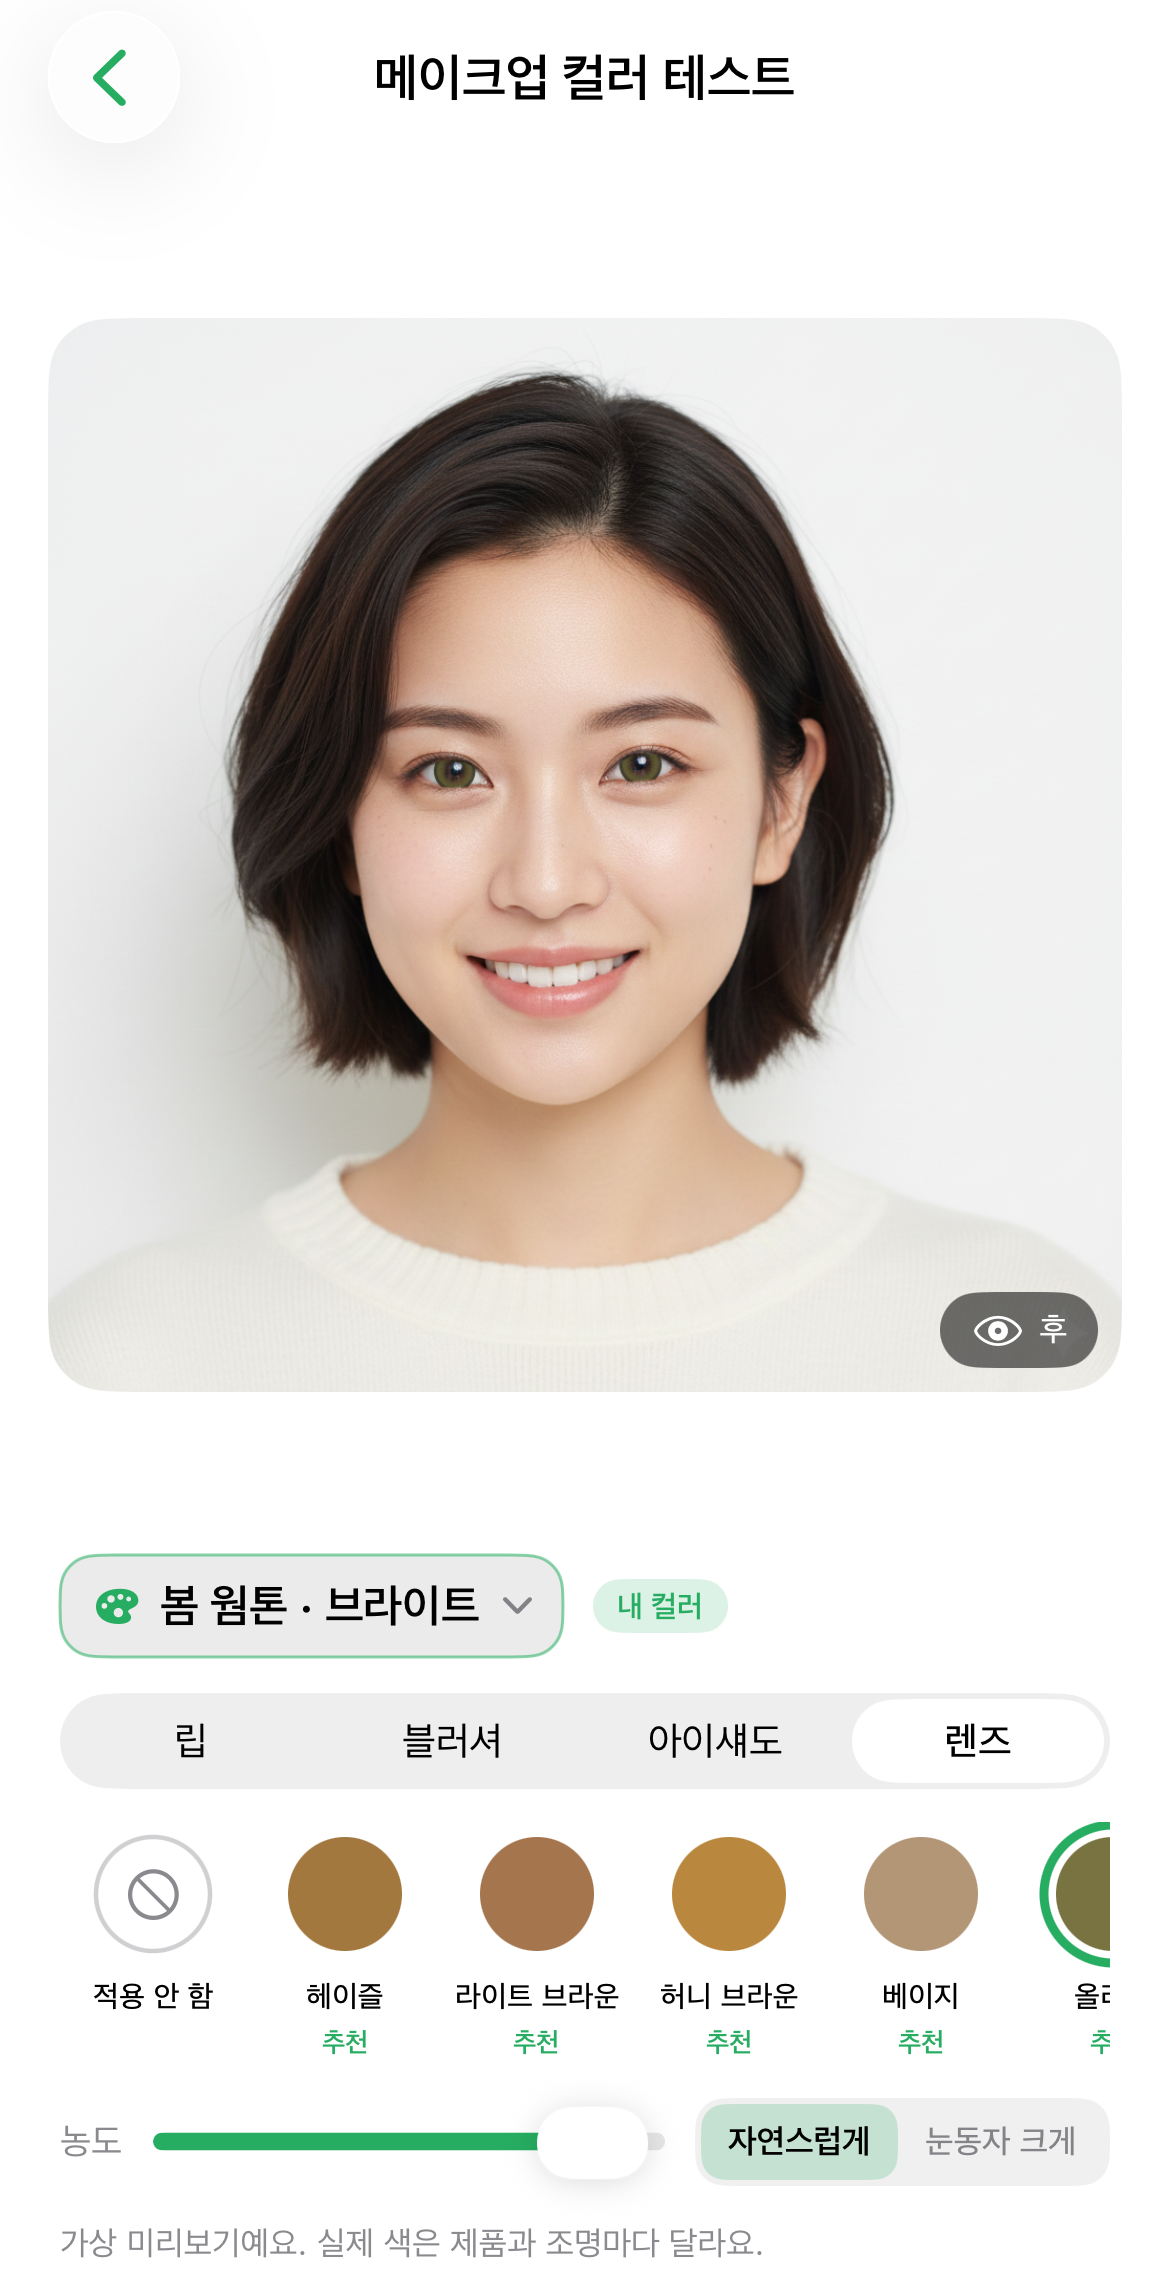 메이크업 컬러 테스트
후
봄 웜톤 · 브라이트
내 컬러
립 블러셔 아이섀도 렌즈
적용 안 함 헤이즐 라이트 브라운 허니 브라운 베이지
추천 추천 추천 추천
농도 자연스럽게 눈동자 크게
가상 미리보기예요. 실제 색은 제품과 조명마다 달라요.